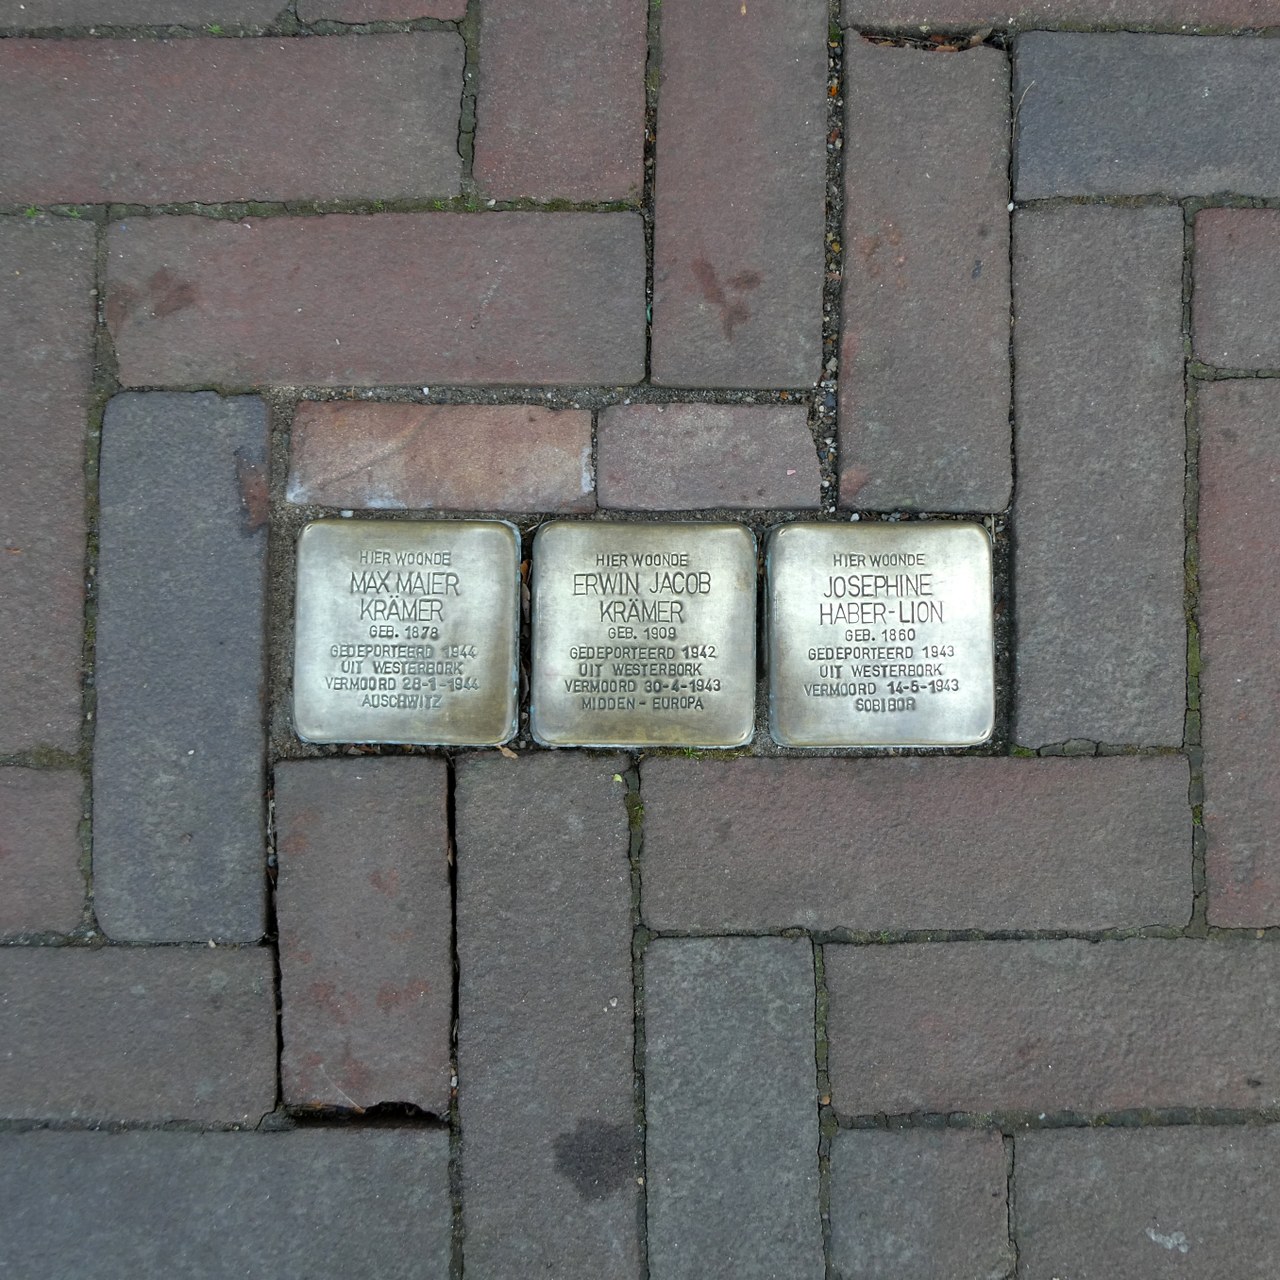 HIER WOONDE
MAX MAIER
KRÄMER
GEB. 1878
GEDEPORTEERD 1944
UIT WESTERBORK
VERMOORD 28-1-1944
AUSCHWITZ
HIER WOONDE
ERWIN JACOB
KRÄMER
GEB. 1909
GEDEPORTEERD 1942
UIT WESTERBORK
VERMOORD 30-4-1943
MIDDEN-EUROPA
HIER WOONDE
JOSEPHINE
HABER-LION
GEB. 1860
GEDEPORTEERD 1943
UIT WESTERBORK
VERMOORD 14-5-1943
SOBIBOR